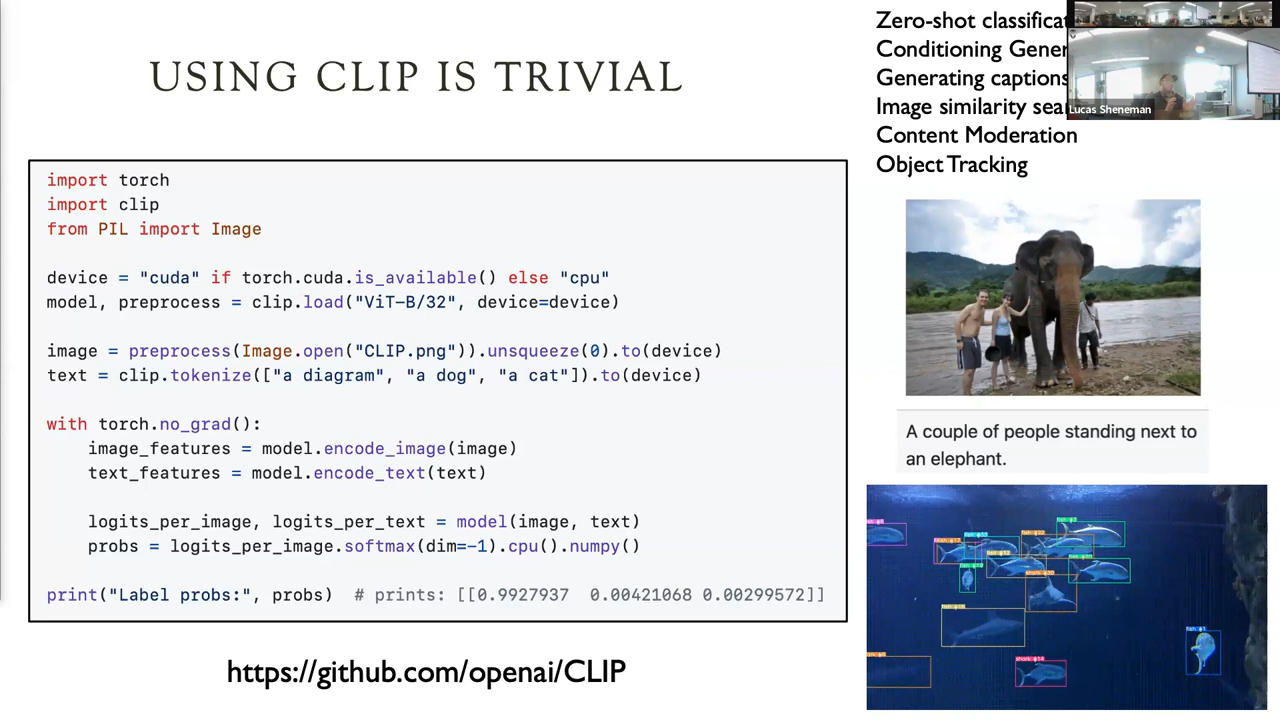 USING CLIP IS TRIVIAL
import torch
import clip
from PIL import Image
device = "cuda" if torch.cuda.is_available() else "cpu"
model, preprocess = clip.load("ViT-B/32", device=device)
image = preprocess(Image.open("CLIP.png")).unsqueeze(0).to(device)
text = clip.tokenize(["a diagram", "a dog", "a cat"]).to(device)
with torch.no_grad():
image_features = model.encode_image(image)
text_features = model.encode_text(text)
logits_per_image, logits_per_text = model(image, text)
probs = logits_per_image.softmax(dim=-1).cpu().numpy()
print("Label probs:", probs)  # prints: [[0.9927937  0.00421068 0.00299572]]
https://github.com/openai/CLIP
Zero-shot classificat
Conditioning Gener
Generating captions
Image similarity sea
Content Moderation
Object Tracking
Lucas Sheneman
A couple of people standing next to
an elephant.